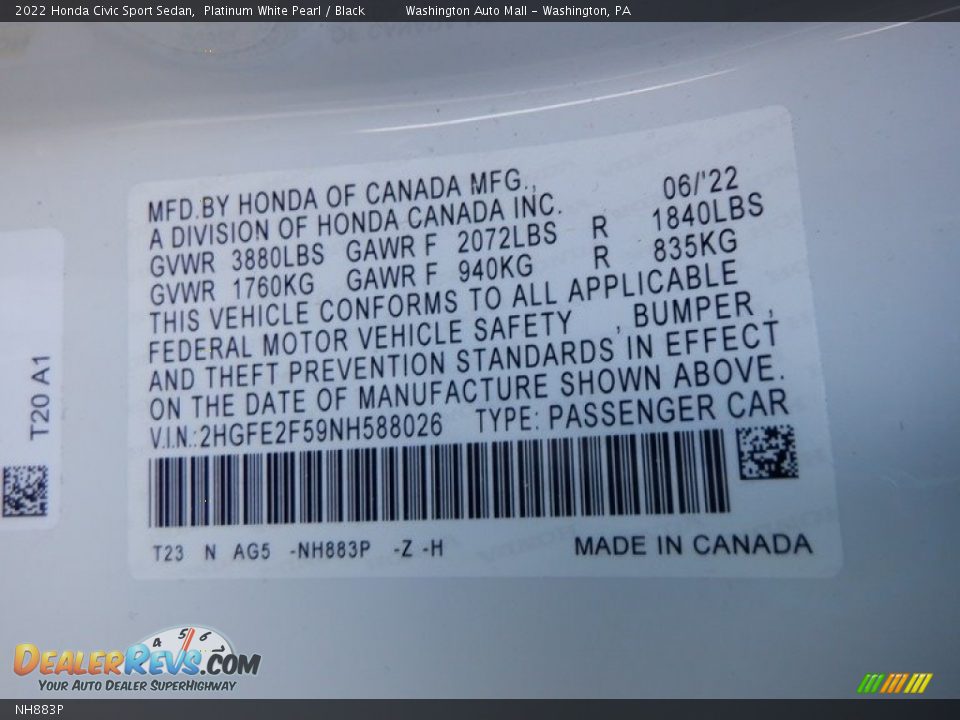 2022 Honda Civic Sport Sedan, Platinum White Pearl / Black Washington Auto Mall - Washington, PA
MFD.BY HONDA OF CANADA MFG., 06/'22
A DIVISION OF HONDA CANADA INC.
GVWR 3880LBS GAWR F 2072LBS R 1840LBS
GVWR 1760KG GAWR F 940KG R 835KG
THIS VEHICLE CONFORMS TO ALL APPLICABLE
FEDERAL MOTOR VEHICLE SAFETY , BUMPER ,
AND THEFT PREVENTION STANDARDS IN EFFECT
ON THE DATE OF MANUFACTURE SHOWN ABOVE.
V.I.N.:2HGFE2F59NH588026 TYPE: PASSENGER CAR
T23 N AG5 -NH883P -Z -H MADE IN CANADA
T20 A1
4 5 6
DEALERREVS.COM
YOUR AUTO DEALER SUPERHIGHWAY
NH883P